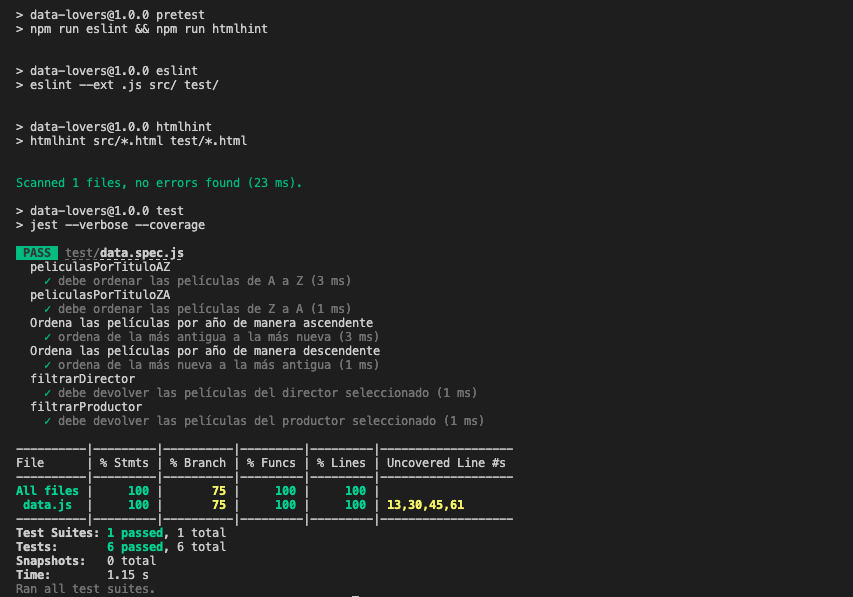 > data-lovers@1.0.0 pretest
> npm run eslint && npm run htmlhint
> data-lovers@1.0.0 eslint
> eslint --ext .js src/ test/
> data-lovers@1.0.0 htmlhint
> htmlhint src/*.html test/*.html
Scanned 1 files, no errors found (23 ms).
> data-lovers@1.0.0 test
> jest --verbose --coverage
PASS test/data.spec.js
peliculasPorTituloAZ
✓ debe ordenar las películas de A a Z (3 ms)
peliculasPorTituloZA
✓ debe ordenar las películas de Z a A (1 ms)
Ordena las películas por año de manera ascendente
✓ ordena de la más antigua a la más nueva (3 ms)
Ordena las películas por año de manera descendente
✓ ordena de la más nueva a la más antigua (1 ms)
filtrarDirector
✓ debe devolver las películas del director seleccionado (1 ms)
filtrarProductor
✓ debe devolver las películas del productor seleccionado (1 ms)
----------|---------|----------|---------|---------|-------------------
File      | % Stmts | % Branch | % Funcs | % Lines | Uncovered Line #s
----------|---------|----------|---------|---------|-------------------
All files |     100 |       75 |     100 |     100 |
 data.js  |     100 |       75 |     100 |     100 | 13,30,45,61
----------|---------|----------|---------|---------|-------------------
Test Suites: 1 passed, 1 total
Tests:       6 passed, 6 total
Snapshots:   0 total
Time:        1.15 s
Ran all test suites.